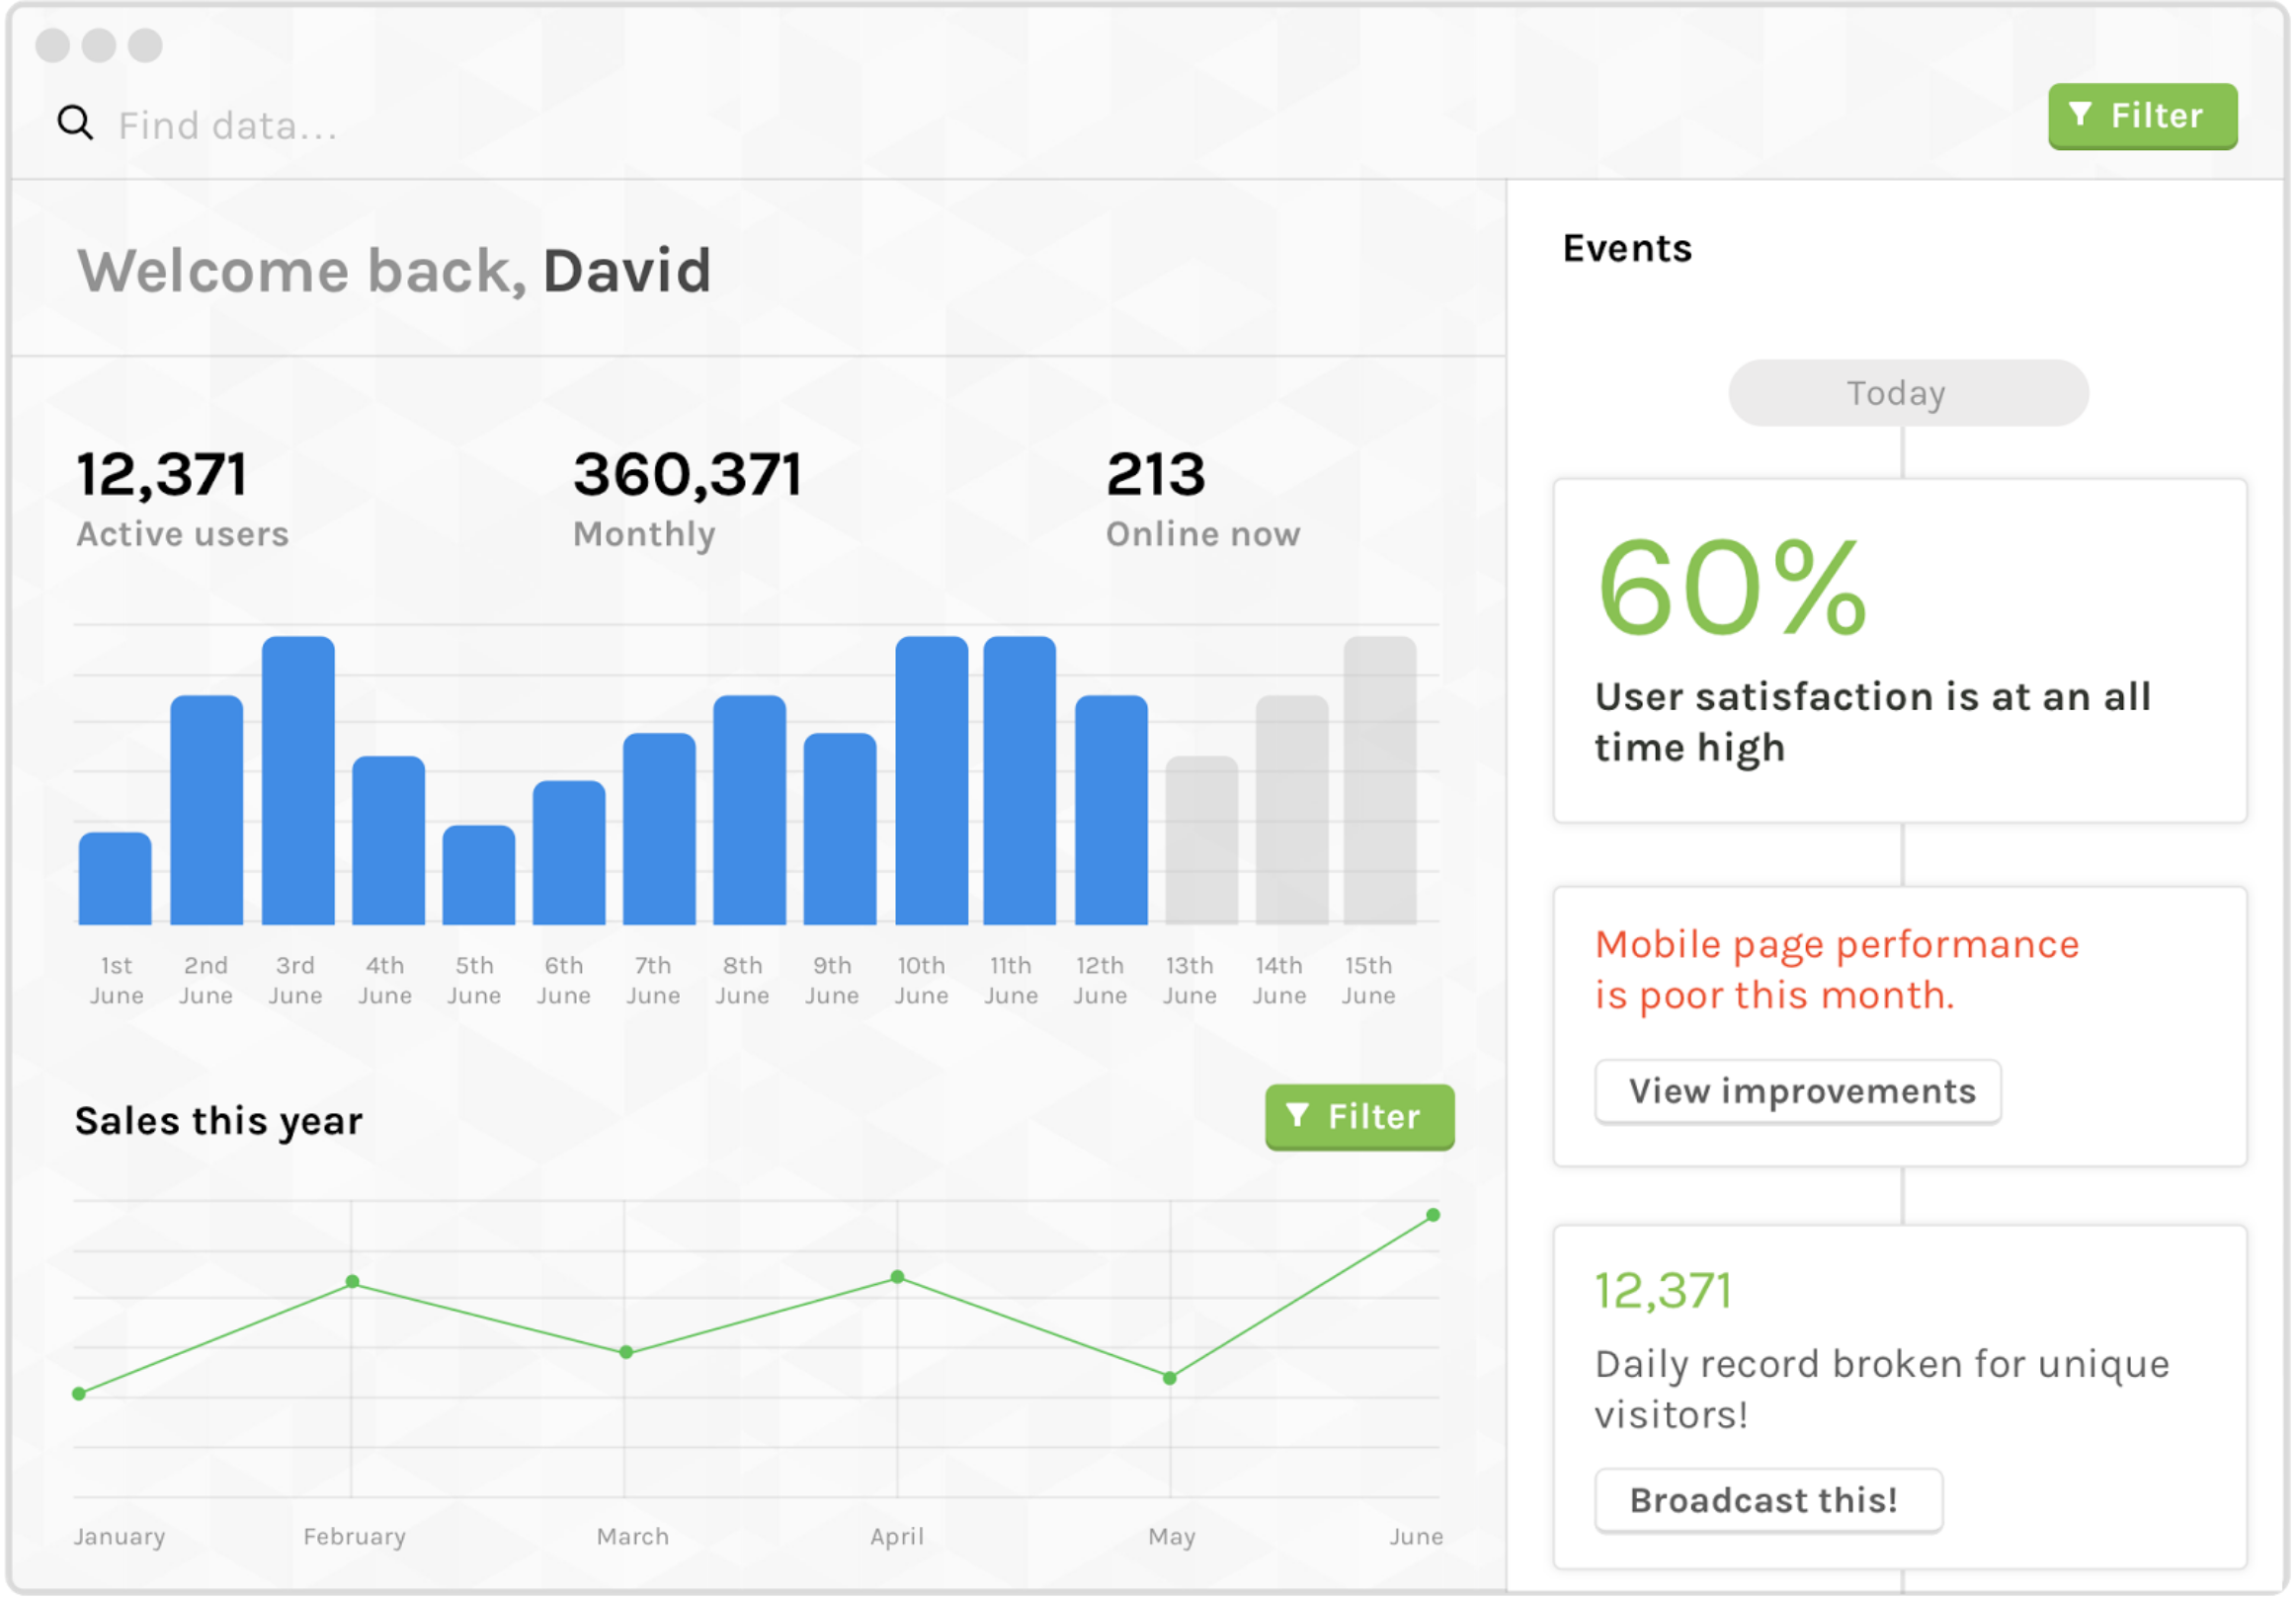 Find data...
Filter
Welcome back, David
12,371
Active users
360,371
Monthly
213
Online now
1st June
2nd June
3rd June
4th June
5th June
6th June
7th June
8th June
9th June
10th June
11th June
12th June
13th June
14th June
15th June
Sales this year
Filter
January
February
March
April
May
June
Events
Today
60%
User satisfaction is at an all
time high
Mobile page performance
is poor this month.
View improvements
12,371
Daily record broken for unique
visitors!
Broadcast this!